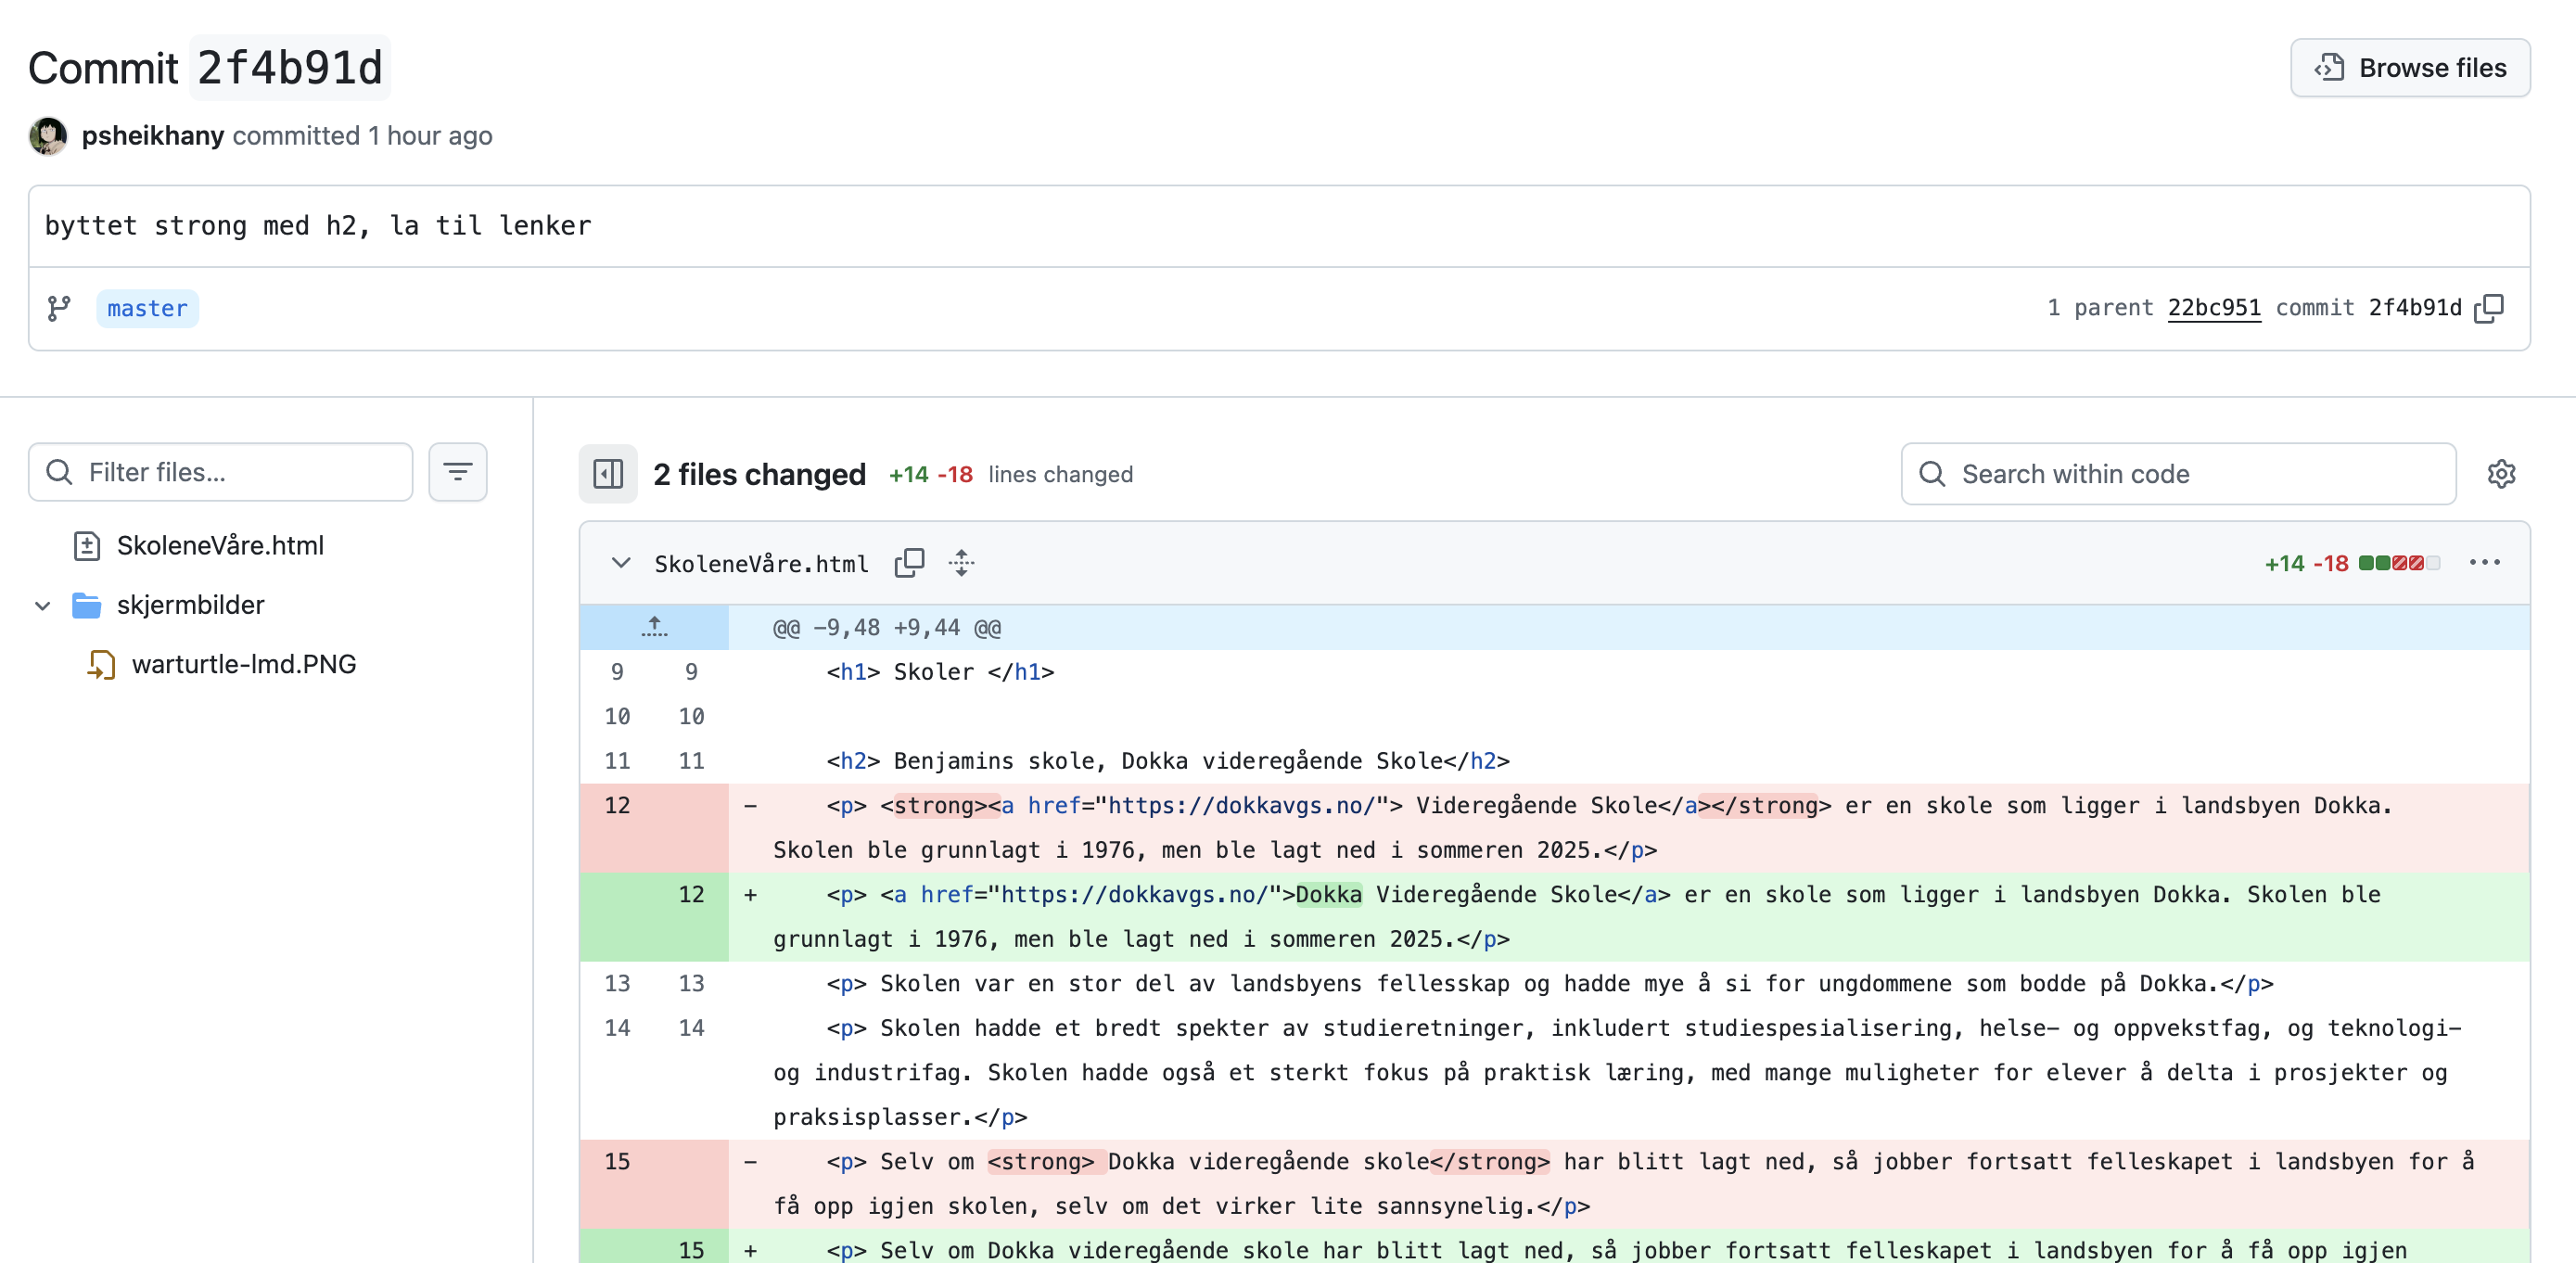 Commit 2f4b91d
Browse files
psheikhany committed 1 hour ago
byttet strong med h2, la til lenker
master
1 parent 22bc951 commit 2f4b91d
Filter files...
2 files changed +14 -18 lines changed
Search within code
SkoleneVåre.html
skjermbilder
warturtle-lmd.PNG
SkoleneVåre.html
+14 -18
@@ -9,48 +9,44 @@
9 9 <h1> Skoler </h1>
10 10
11 11 <h2> Benjamins skole, Dokka videregående Skole</h2>
12 - <p> <strong><a href="https://dokkavgs.no/"> Videregående Skole</a></strong> er en skole som ligger i landsbyen Dokka.
Skolen ble grunnlagt i 1976, men ble lagt ned i sommeren 2025.</p>
12 + <p> <a href="https://dokkavgs.no/">Dokka Videregående Skole</a> er en skole som ligger i landsbyen Dokka. Skolen ble
grunnlagt i 1976, men ble lagt ned i sommeren 2025.</p>
13 13 <p> Skolen var en stor del av landsbyens fellesskap og hadde mye å si for ungdommene som bodde på Dokka.</p>
14 14 <p> Skolen hadde et bredt spekter av studieretninger, inkludert studiespesialisering, helse- og oppvekstfag, og teknologi-
og industrifag. Skolen hadde også et sterkt fokus på praktisk læring, med mange muligheter for elever å delta i prosjekter og
praksisplasser.</p>
15 - <p> Selv om <strong> Dokka videregående skole</strong> har blitt lagt ned, så jobber fortsatt felleskapet i landsbyen for å
få opp igjen skolen, selv om det virker lite sannsynelig.</p>
15 + <p> Selv om Dokka videregående skole har blitt lagt ned, så jobber fortsatt felleskapet i landsbyen for å få opp igjen